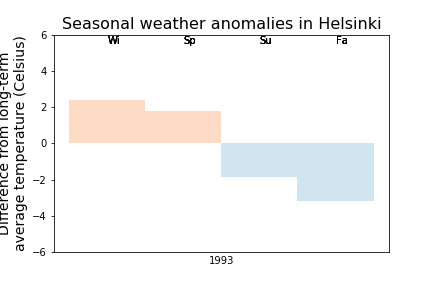 Seasonal weather anomalies in Helsinki
Difference from long-term
average temperature (Celsius)
6
4
2
0
−2
−4
−6
Wi Sp Su Fa
1993